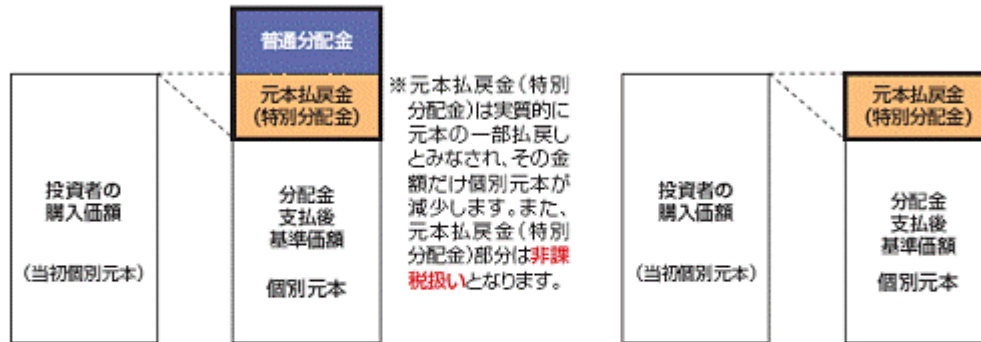 普通分配金
元本払戻金
(特別分配金)
投資者の
購入価額
(当初個別元本)
分配金
支払後
基準価額
個別元本
※元本払戻金(特別
分配金)は実質的に
元本の一部払戻し
とみなされ、その金
額だけ個別元本が
減少します。また、
元本払戻金(特別
分配金)部分は非課
税扱いとなります。
元本払戻金
(特別分配金)
投資者の
購入価額
(当初個別元本)
分配金
支払後
基準価額
個別元本